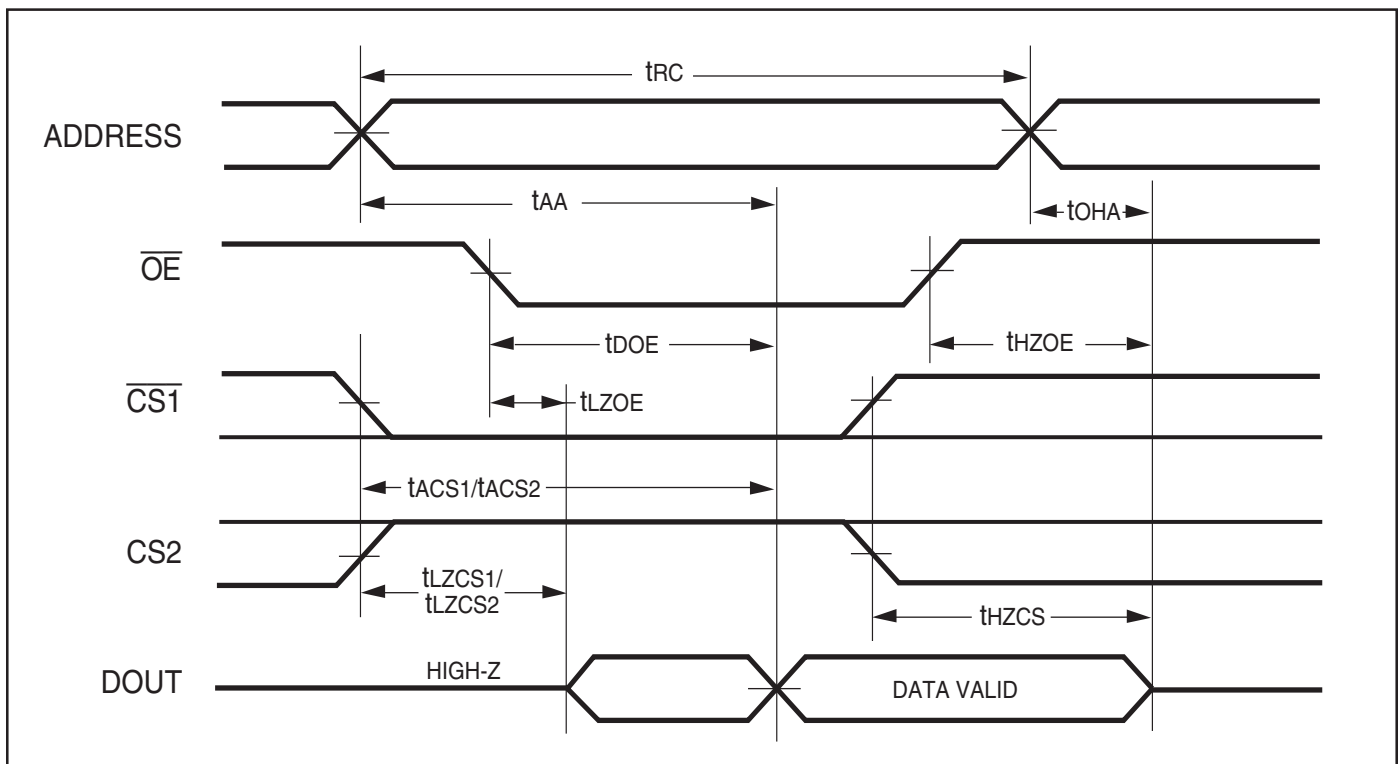 tRC
ADDRESS
tAA
tOHA
OE
tDOE
tHZOE
CS1
tLZOE
tACS1/tACS2
CS2
tLZCS1/
tLZCS2
tHZCS
DOUT
HIGH-Z
DATA VALID